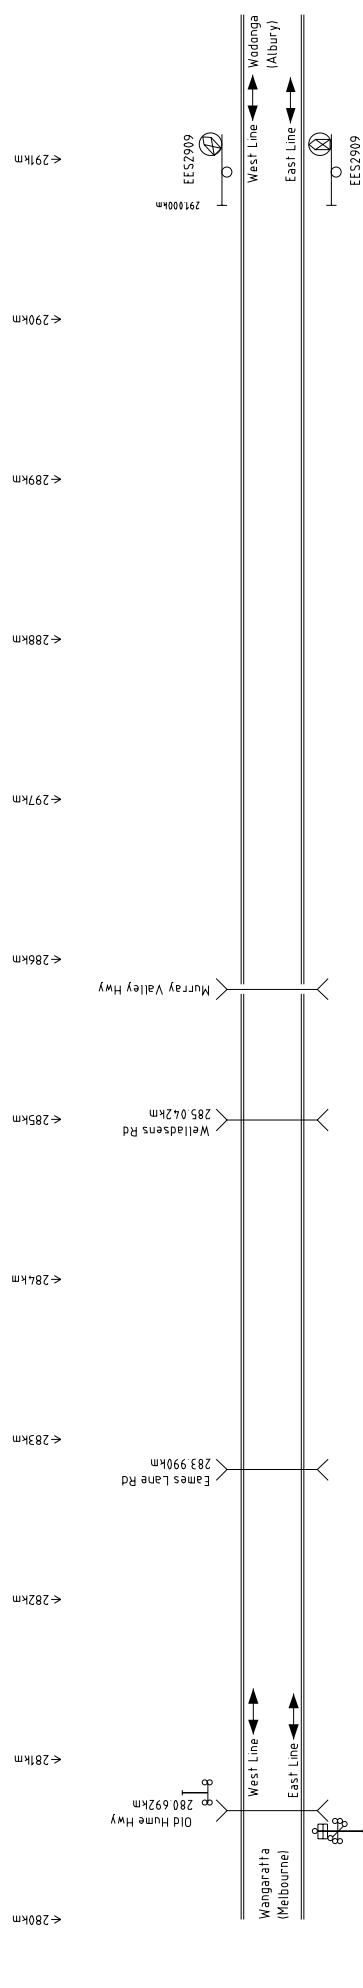 Wodonga
(Albury)
West Line
East Line
EES2909
EES2909
291km
291.000km
290km
289km
288km
297km
286km
Murray Valley Hwy
285km
285.042km
Welladsens Rd
284km
283km
283.990km
Eames Lane Rd
282km
281km
West Line
East Line
280.692km
Old Hume Hwy
Wangaratta
(Melbourne)
280km